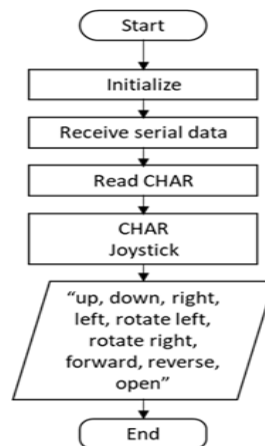 Start
Initialize
Receive serial data
Read CHAR
CHAR
Joystick
“up, down, right,
left, rotate left,
rotate right,
forward, reverse,
open”
End